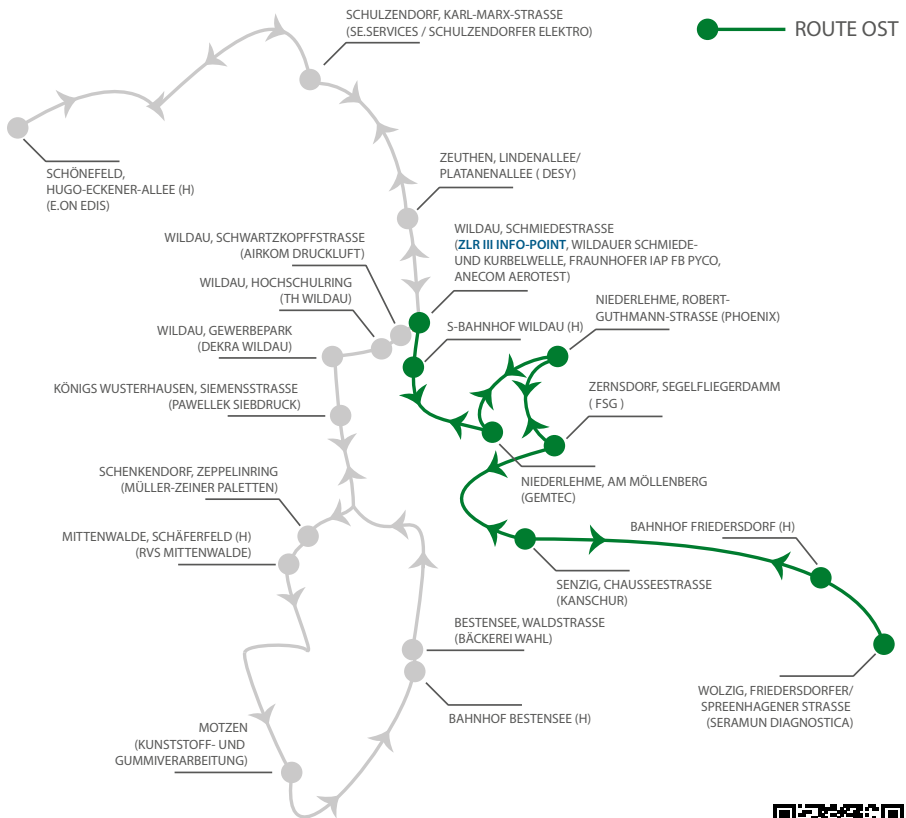 SCHULZENDORF, KARL-MARX-STRASSE
(SE.SERVICES / SCHULZENDORFER ELEKTRO)
ROUTE OST
SCHÖNEFELD,
HUGO-ECKENER-ALLEE (H)
(E.ON EDIS)
ZEUTHEN, LINDENALLEE/
PLATANENALLEE ( DESY)
WILDAU, SCHMIEDESTRASSE
(ZLR III INFO-POINT, WILDAUER SCHMIEDE-
UND KURBELWELLE, FRAUNHOFER IAP FB PYCO,
ANECOM AEROTEST)
WILDAU, SCHWARTZKOPFFSTRASSE
(AIRKOM DRUCKLUFT)
WILDAU, HOCHSCHULRING
(TH WILDAU)
NIEDERLEHME, ROBERT-
GUTHMANN-STRASSE (PHOENIX)
S-BAHNHOF WILDAU (H)
WILDAU, GEWERBEPARK
(DEKRA WILDAU)
KÖNIGS WUSTERHAUSEN, SIEMENSSTRASSE
(PAWELLEK SIEBDRUCK)
ZERNSDORF, SEGELFLIEGERDAMM
( FSG )
SCHENKENDORF, ZEPPELINRING
(MÜLLER-ZEINER PALETTEN)
NIEDERLEHME, AM MÖLLENBERG
(GEMTEC)
MITTENWALDE, SCHÄFERFELD (H)
(RVS MITTENWALDE)
BAHNHOF FRIEDERSDORF (H)
SENZIG, CHAUSSEESTRASSE
(KANSCHUR)
BESTENSEE, WALDSTRASSE
(BÄCKEREI WAHL)
WOLZIG, FRIEDERSDORFER/
SPREENHAGENER STRASSE
(SERAMUN DIAGNOSTICA)
BAHNHOF BESTENSEE (H)
MOTZEN
(KUNSTSTOFF- UND
GUMMIVERARBEITUNG)